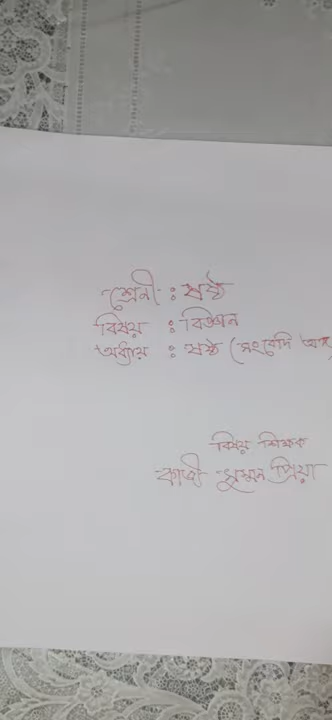 শ্রেনী : ষষ্ঠ
বিষয় : বিজ্ঞান
অধ্যায় : ষষ্ঠ (সংবেদি অঙ্গ
বিষয় শিক্ষক
কাজী সুমন প্রিয়া